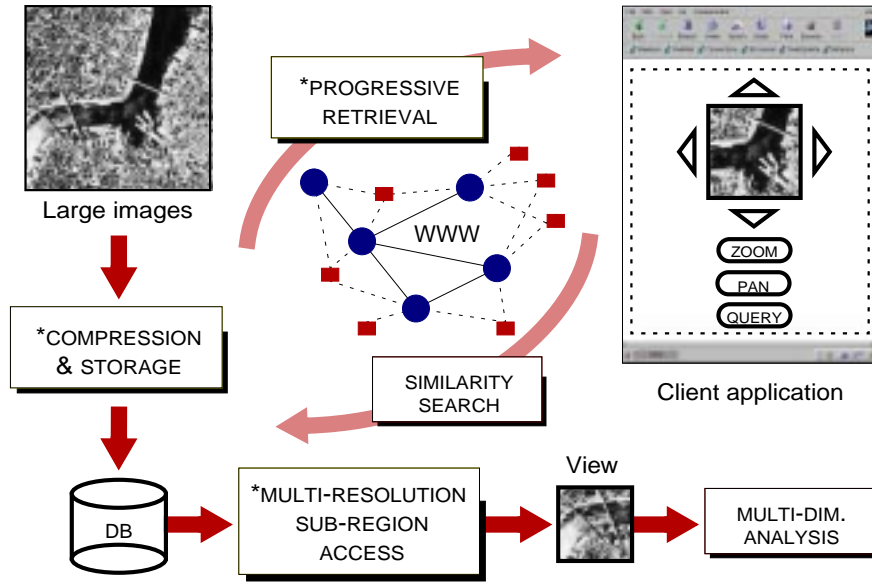 *PROGRESSIVE
RETRIEVAL
Large images
WWW
ZOOM
PAN
QUERY
*COMPRESSION
& STORAGE
SIMILARITY
SEARCH
Client application
DB
*MULTI-RESOLUTION
SUB-REGION
ACCESS
View
MULTI-DIM.
ANALYSIS